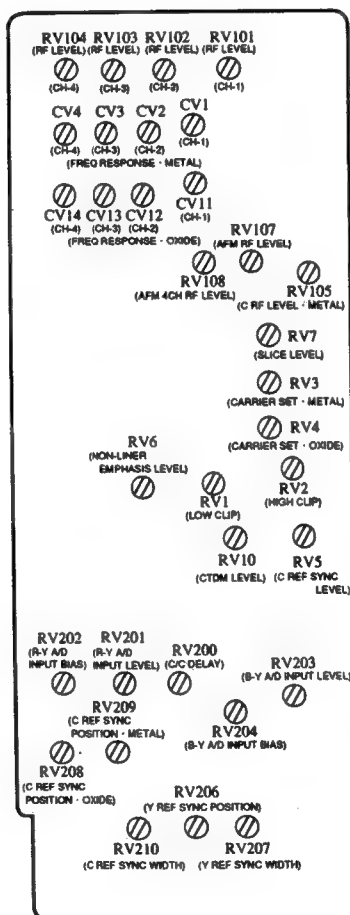 RV104 RV103 RV102 RV101
(RF LEVEL) (RF LEVEL) (RF LEVEL) (RF LEVEL)
(CH-4) (CH-3) (CH-2) (CH-1)
CV4 CV3 CV2 CV1
(CH-4) (CH-3) (CH-2) (CH-1)
(FREQ RESPONSE · METAL)
CV14 CV13 CV12 CV11
(CH-4) (CH-3) (CH-2) (CH-1)
(FREQ RESPONSE · OXIDE)
RV107
(AFM RF LEVEL)
RV108
(AFM 4CH RF LEVEL)
RV105
(C RF LEVEL · METAL)
RV7
(SLICE LEVEL)
RV3
(CARRIER SET · METAL)
RV4
(CARRIER SET · OXIDE)
RV6
(NON-LINER
EMPHASIS LEVEL)
RV1
(LOW CLIP)
RV2
(HIGH CLIP)
RV10
(CTDM LEVEL)
RV5
(C REF SYNC
LEVEL)
RV202 RV201 RV200 RV203
(R-Y A/D
INPUT BIAS)
(R-Y A/D
INPUT LEVEL)
(C/C DELAY)
(B-Y A/D INPUT LEVEL)
RV209
(C REF SYNC
POSITION · METAL)
RV204
(B-Y A/D INPUT BIAS)
RV208
(C REF SYNC
POSITION · OXIDE)
RV206
(Y REF SYNC POSITION)
RV210 RV207
(C REF SYNC WIDTH) (Y REF SYNC WIDTH)